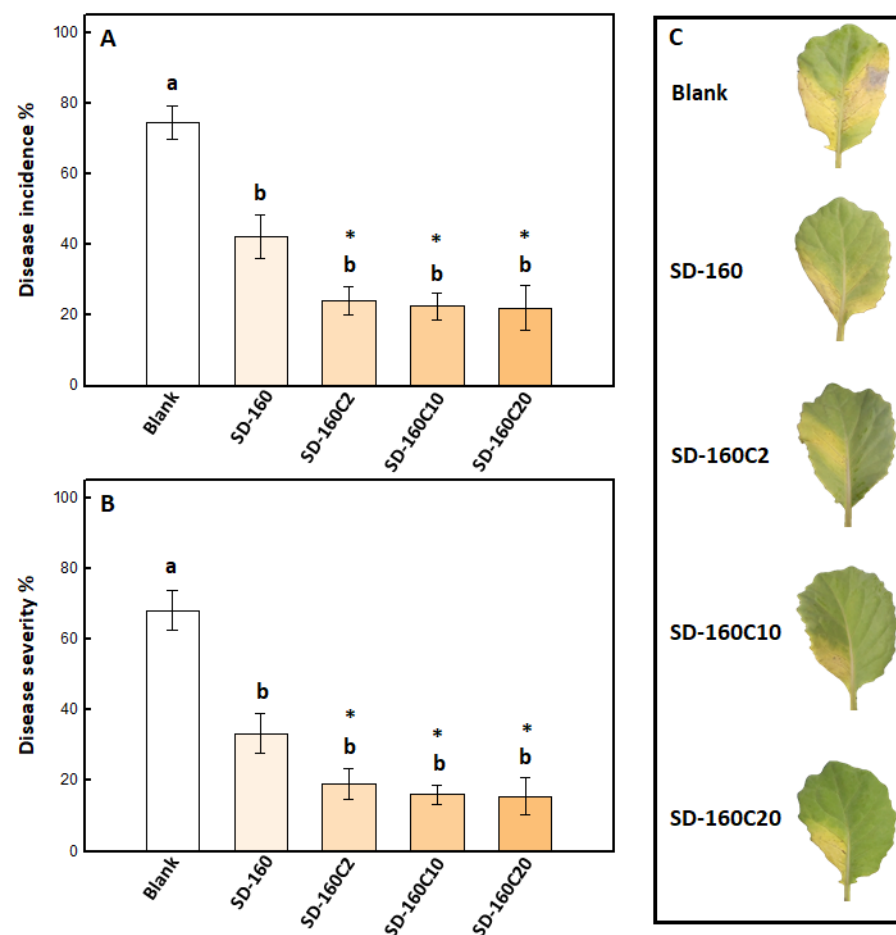 A
Disease incidence %
100
80
60
40
20
0
a
b
*
b
*
b
*
b
Blank
SD-160
SD-160C2
SD-160C10
SD-160C20
B
Disease severity %
100
80
60
40
20
0
a
b
*
b
*
b
*
b
Blank
SD-160
SD-160C2
SD-160C10
SD-160C20
C
Blank
SD-160
SD-160C2
SD-160C10
SD-160C20